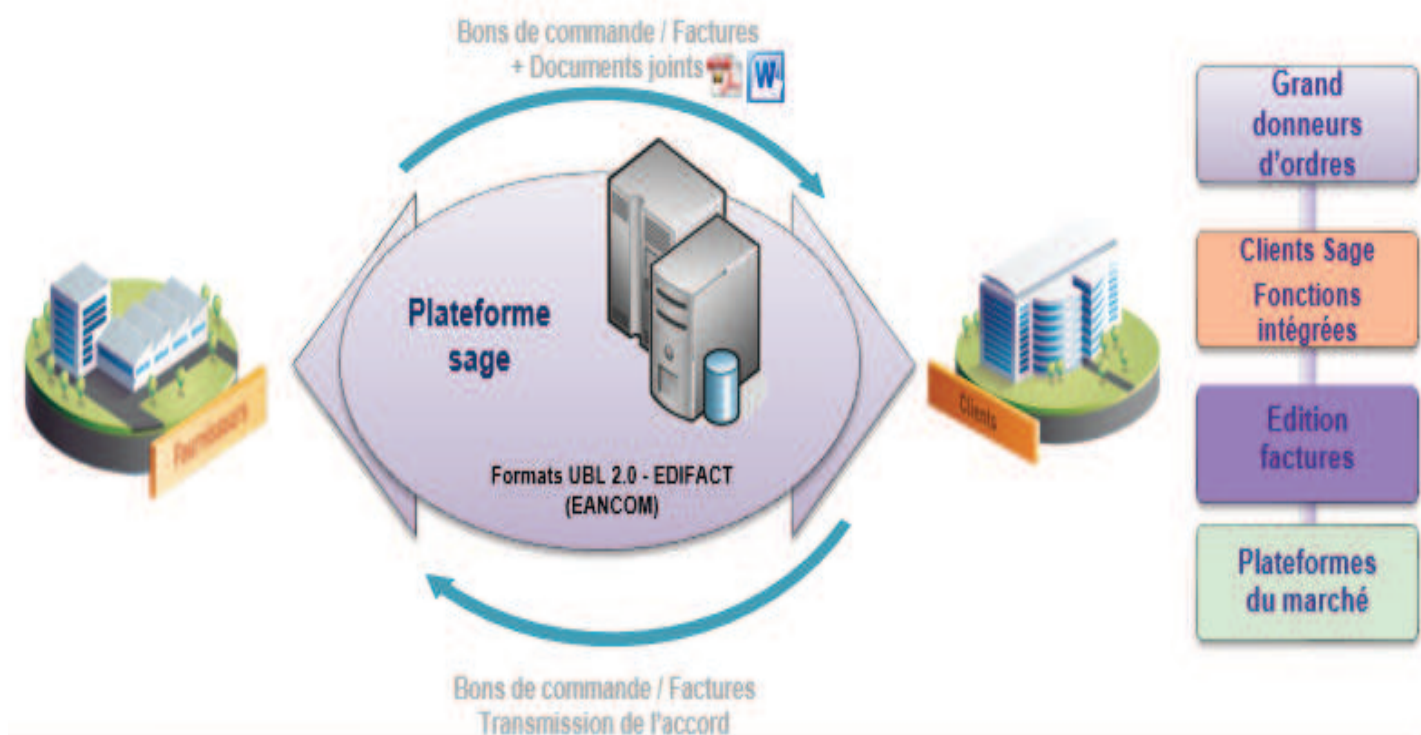 Bons de commande / Factures
+ Documents joints
W
Plateforme
sage
Formats UBL 2.0 - EDIFACT
(EANCOM)
Fournisseurs
Clients
Bons de commande / Factures
Transmission de l'accord
Grand
donneurs
d'ordres
Clients Sage
Fonctions
intégrées
Edition
factures
Plateformes
du marché